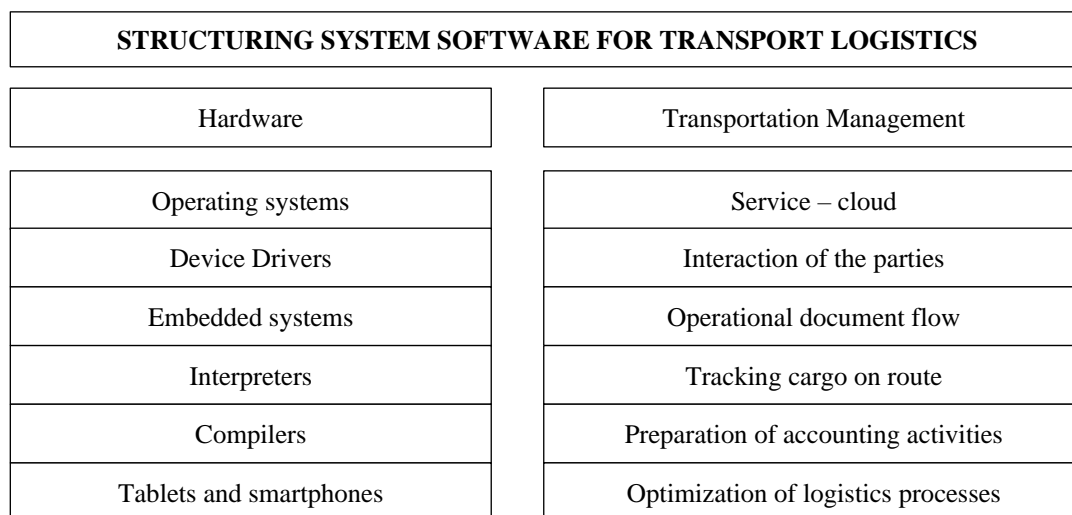 STRUCTURING SYSTEM SOFTWARE FOR TRANSPORT LOGISTICS
Hardware
Operating systems
Device Drivers
Embedded systems
Interpreters
Compilers
Tablets and smartphones
Transportation Management
Service – cloud
Interaction of the parties
Operational document flow
Tracking cargo on route
Preparation of accounting activities
Optimization of logistics processes